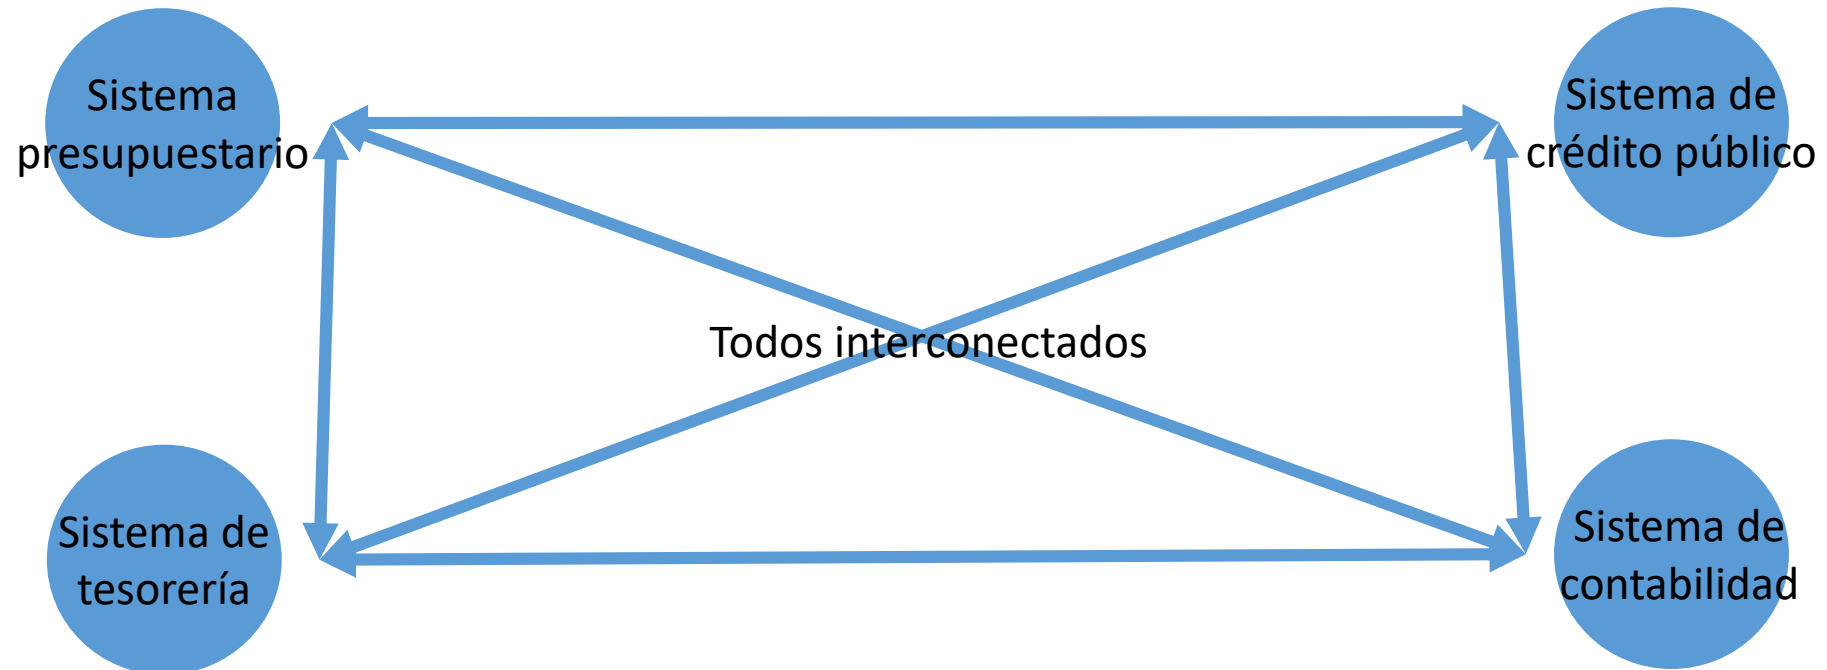 Sistema
presupuestario
Sistema de
crédito público
Todos interconectados
Sistema de
tesorería
Sistema de
contabilidad